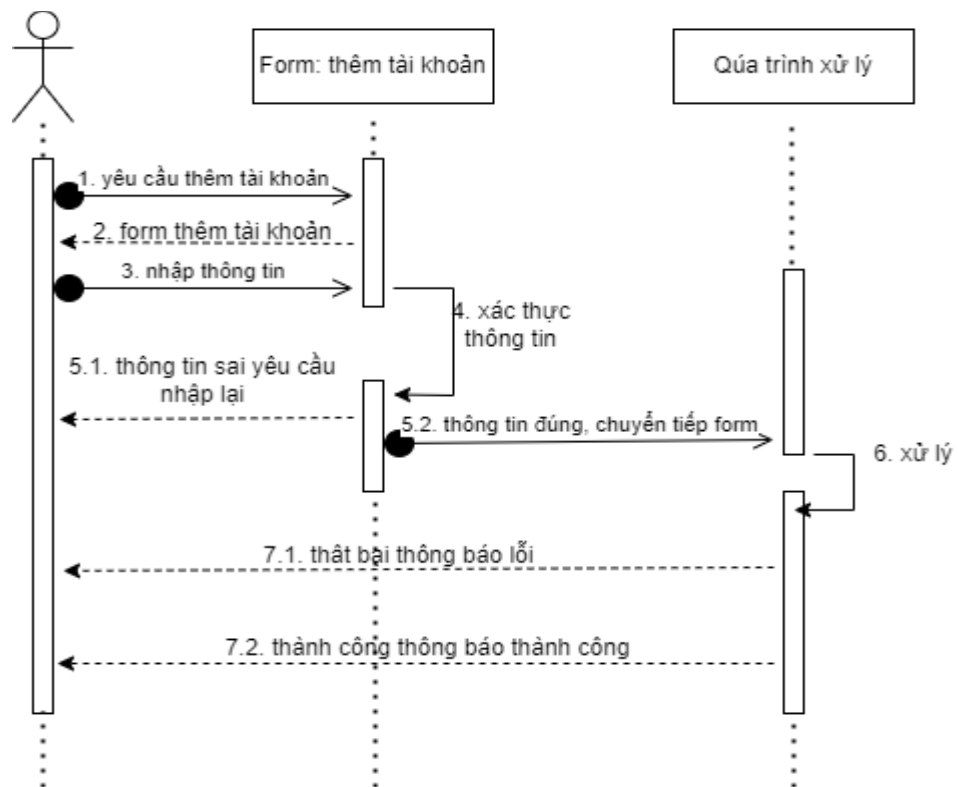 Form: thêm tài khoản
Qúa trình xử lý
1. yêu cầu thêm tài khoản
2. form thêm tài khoản
3. nhập thông tin
4. xác thực
thông tin
5.1. thông tin sai yêu cầu
nhập lại
5.2. thông tin đúng, chuyển tiếp form
6. xử lý
7.1. thất bại thông báo lỗi
7.2. thành công thông báo thành công